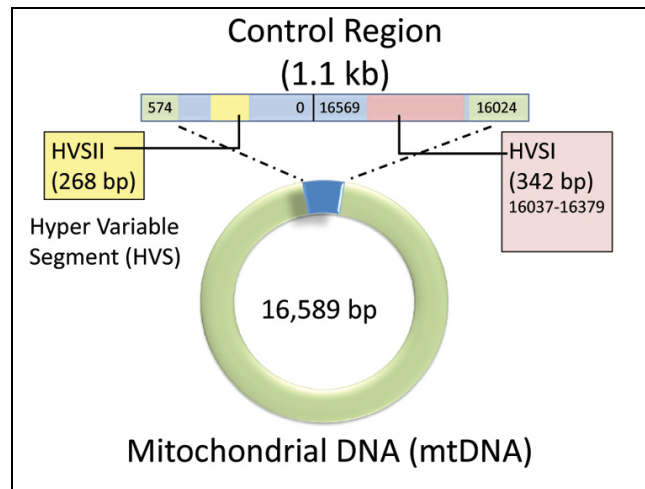 Control Region
(1.1 kb)
574 0 16569 16024
HVSII
(268 bp)
HVSI
(342 bp)
16037-16379
Hyper Variable
Segment (HVS)
16,589 bp
Mitochondrial DNA (mtDNA)